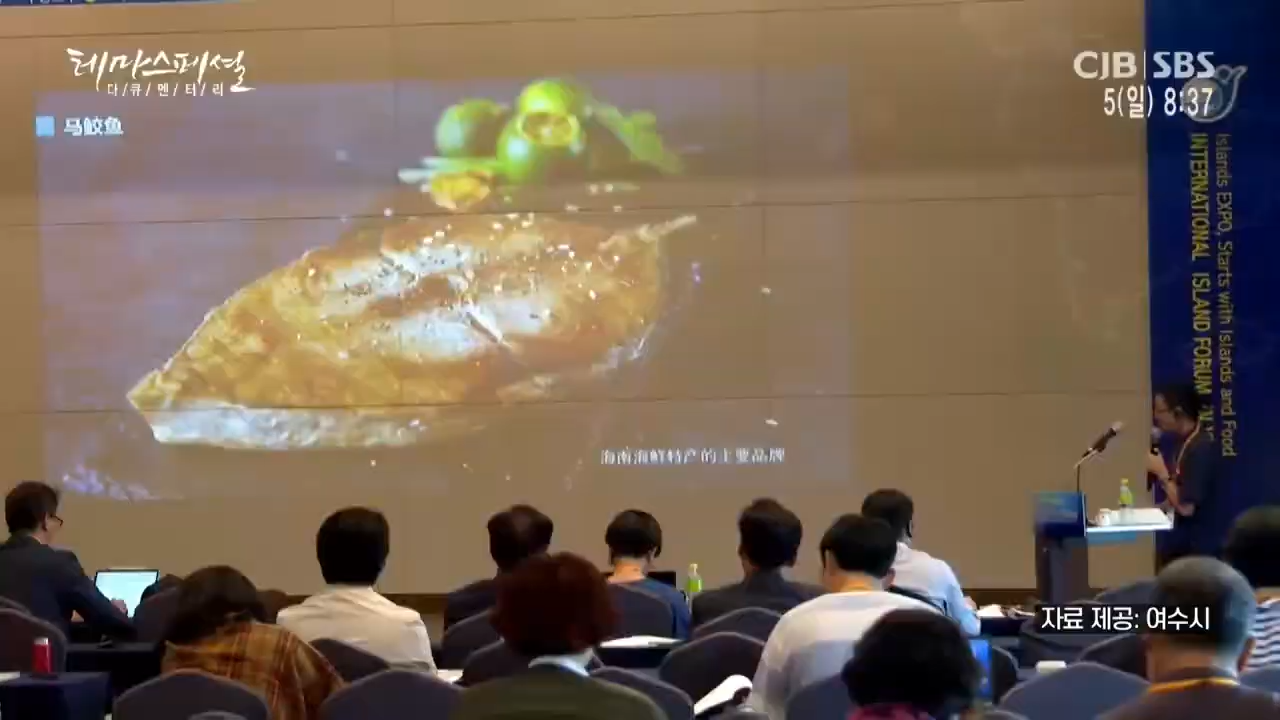 테마스페셜
다/큐/멘/터/리
CJB SBS
5(일) 8:37
马鲛鱼
Islands EXPO, Starts with Islands and Food
INTERNATIONAL ISLAND FORUM
海南海鲜特产的主要品牌
자료 제공: 여수시